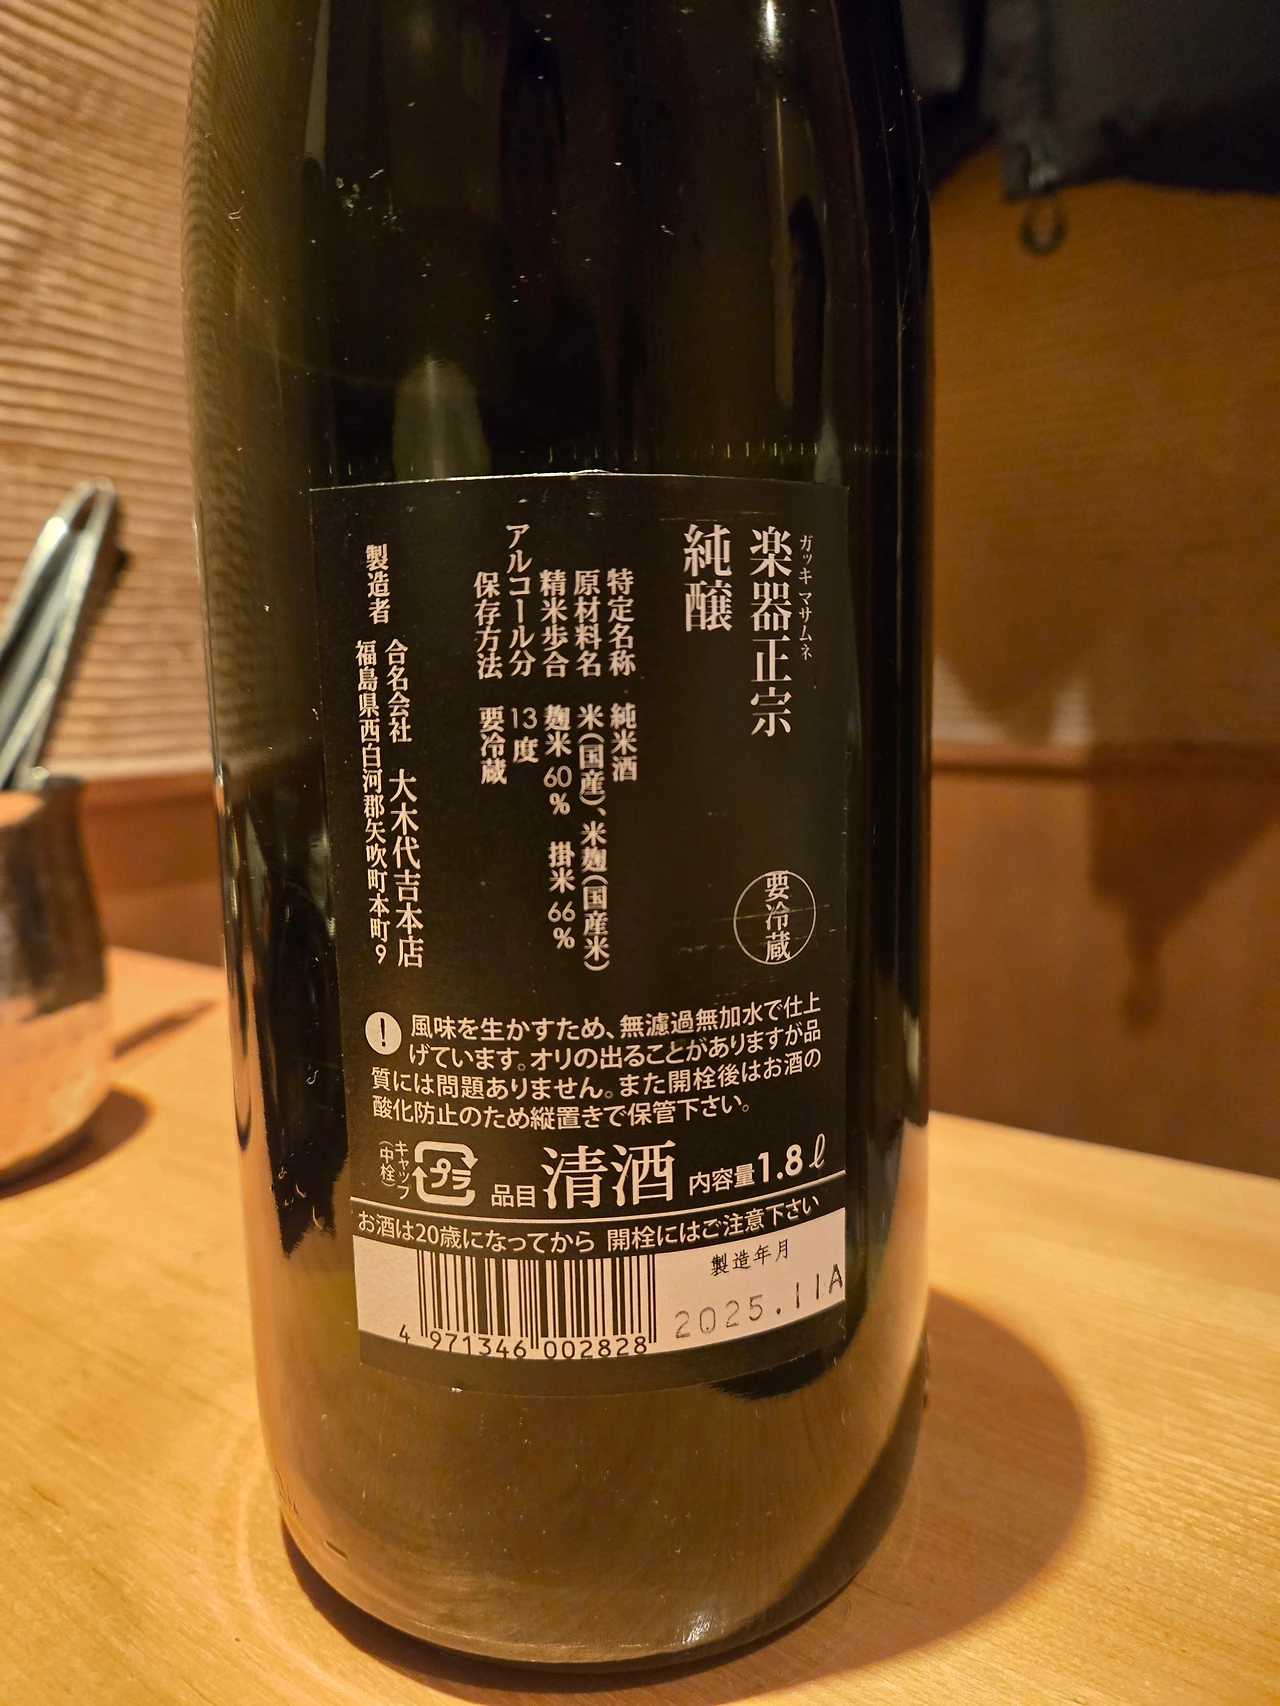 楽器正宗
ガッキ マサムネ
純醸
要冷蔵
特定名称 純米酒
原材料名 米(国産)、米麹(国産米)
精米歩合 麹米60% 掛米66%
アルコール分 13度
保存方法 要冷蔵
製造者 合名会社 大木代吉本店
福島県西白河郡矢吹町本町9
! 風味を生かすため、無濾過無加水で仕上
げています。オリの出ることがありますが品
質には問題ありません。また開栓後はお酒の
酸化防止のため縦置きで保管下さい。
キャップ
(中栓)
プラ
品目 清酒 内容量1.8ℓ
お酒は20歳になってから 開栓にはご注意下さい
製造年月
2025.11A
4 971346 002828